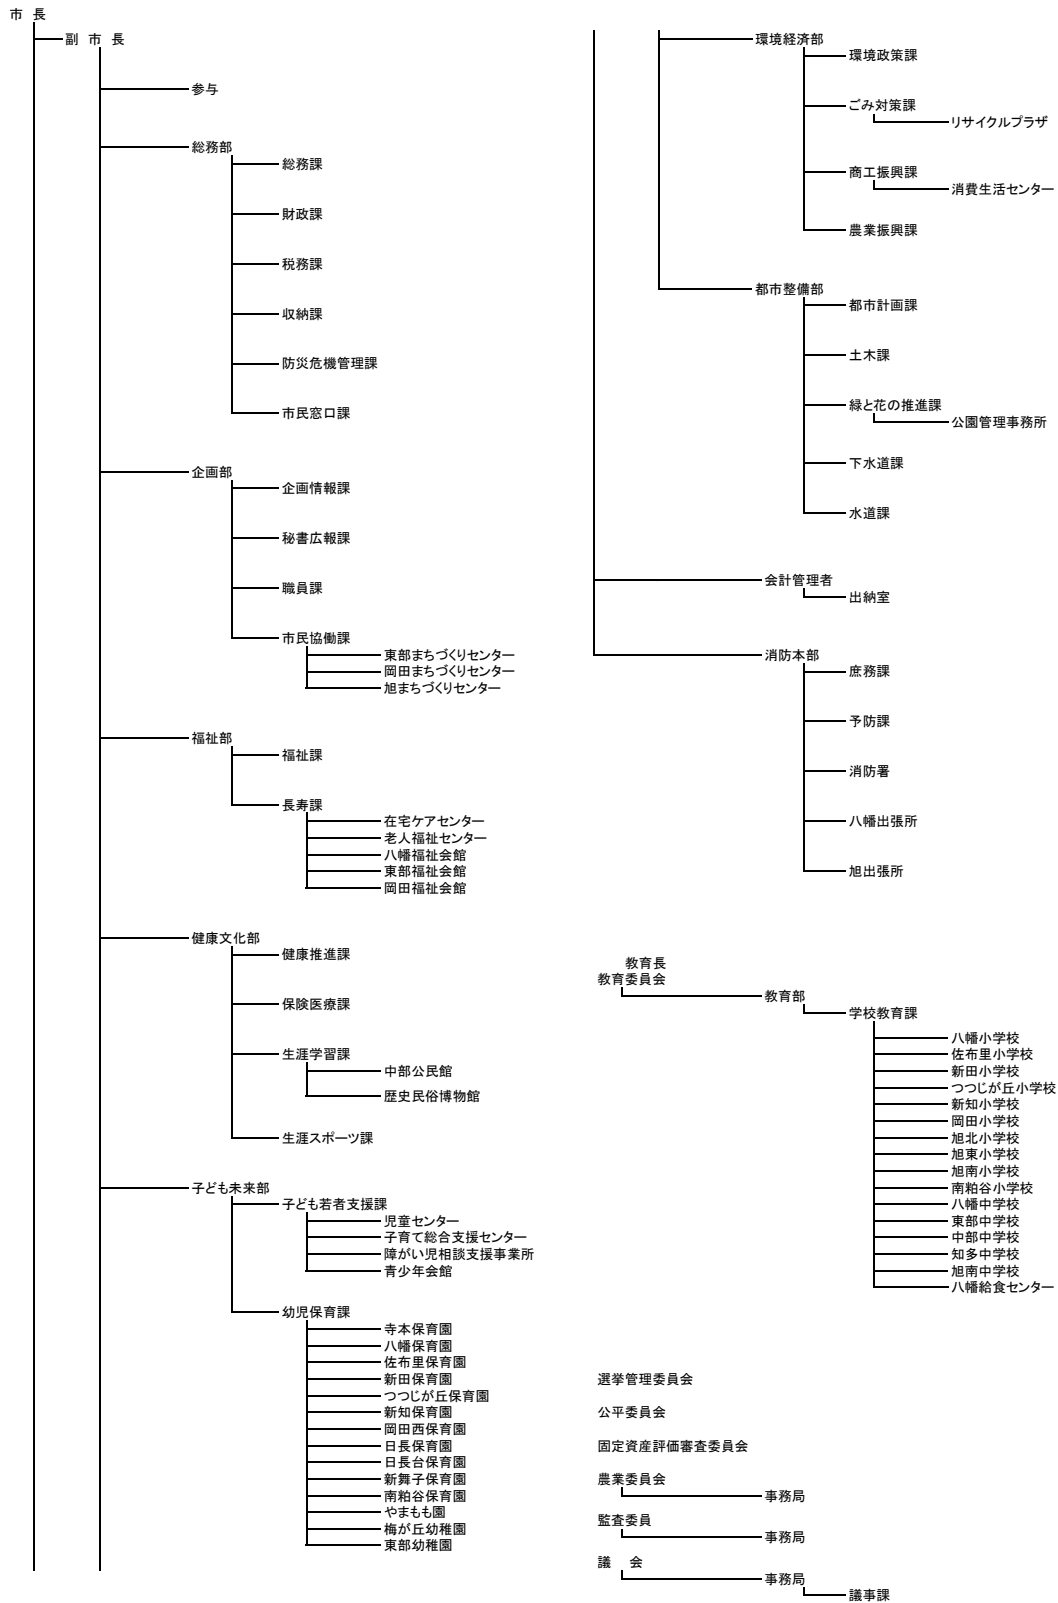 市　長
副　市　長
参与
総務部
総務課
財政課
税務課
収納課
防災危機管理課
市民窓口課
企画部
企画情報課
秘書広報課
職員課
市民協働課
東部まちづくりセンター
岡田まちづくりセンター
旭まちづくりセンター
福祉部
福祉課
長寿課
在宅ケアセンター
老人福祉センター
八幡福祉会館
東部福祉会館
岡田福祉会館
健康文化部
健康推進課
保険医療課
生涯学習課
中部公民館
歴史民俗博物館
生涯スポーツ課
子ども未来部
子ども若者支援課
児童センター
子育て総合支援センター
障がい児相談支援事業所
青少年会館
幼児保育課
寺本保育園
八幡保育園
佐布里保育園
新田保育園
つつじが丘保育園
新知保育園
岡田西保育園
日長保育園
日長台保育園
新舞子保育園
南粕谷保育園
やまもも園
梅が丘幼稚園
東部幼稚園
環境経済部
環境政策課
ごみ対策課
リサイクルプラザ
商工振興課
消費生活センター
農業振興課
都市整備部
都市計画課
土木課
緑と花の推進課
公園管理事務所
下水道課
水道課
会計管理者
出納室
消防本部
庶務課
予防課
消防署
八幡出張所
旭出張所
教育長
教育委員会
教育部
学校教育課
八幡小学校
佐布里小学校
新田小学校
つつじが丘小学校
新知小学校
岡田小学校
旭北小学校
旭東小学校
旭南小学校
南粕谷小学校
八幡中学校
東部中学校
中部中学校
知多中学校
旭南中学校
八幡給食センター
選挙管理委員会
公平委員会
固定資産評価審査委員会
農業委員会
事務局
監査委員
事務局
議　会
事務局
議事課